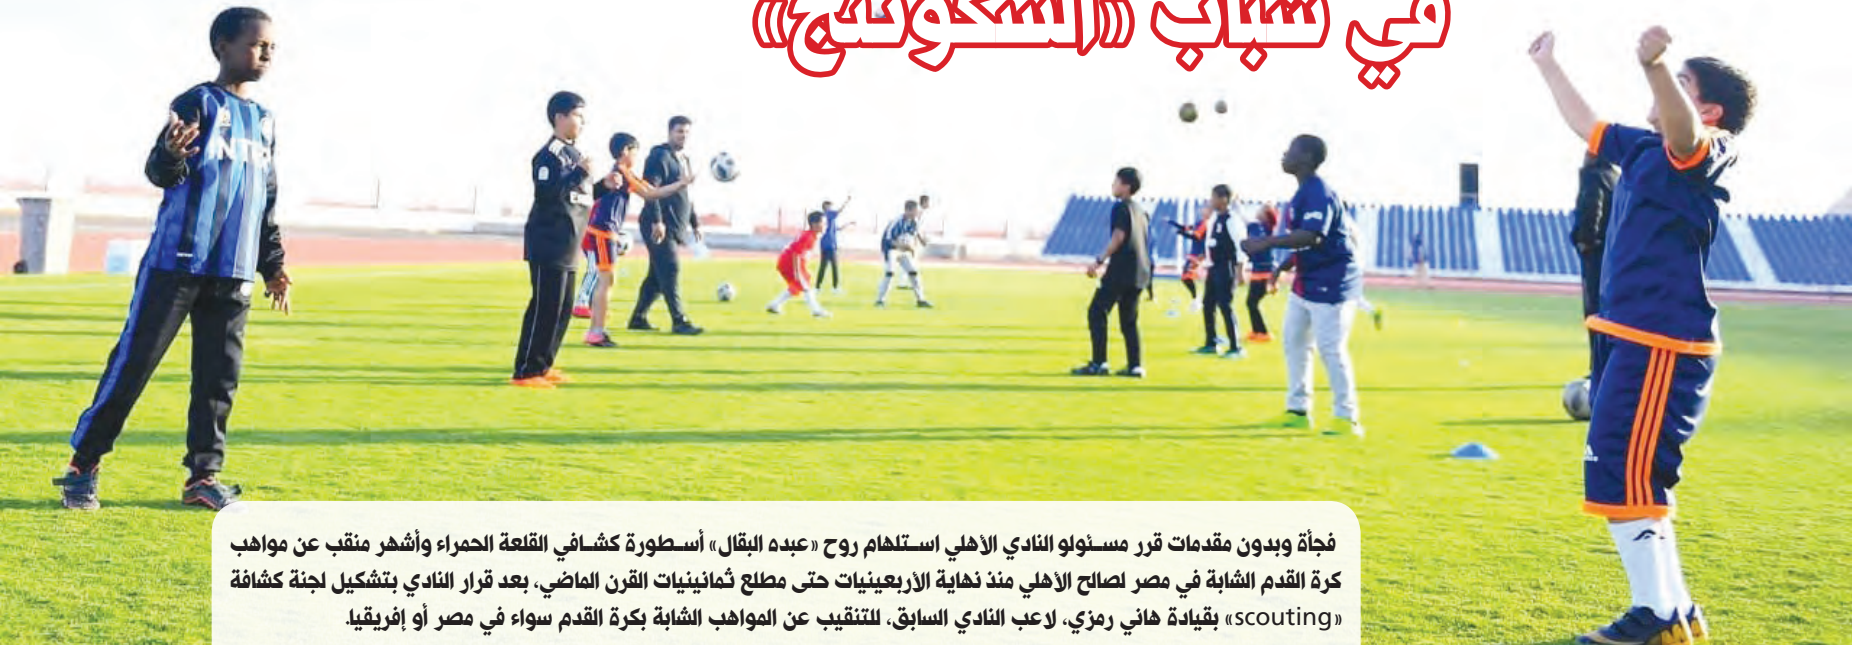 في شباب «السكوتنج»
INTE
فجأة وبدون مقدمات قرر مسئولو النادي الأهلي استلهام روح «عبده البقال» أسطورة كشافي القلعة الحمراء وأشهر منقب عن مواهب
كرة القدم الشابة في مصر لصالح الأهلي منذ نهاية الأربعينيات حتى مطلع ثمانينيات القرن الماضي، بعد قرار النادي بتشكيل لجنة كشافة
«scouting» بقيادة هاني رمزي، لاعب النادي السابق، للتنقيب عن المواهب الشابة بكرة القدم سواء في مصر أو إفريقيا.